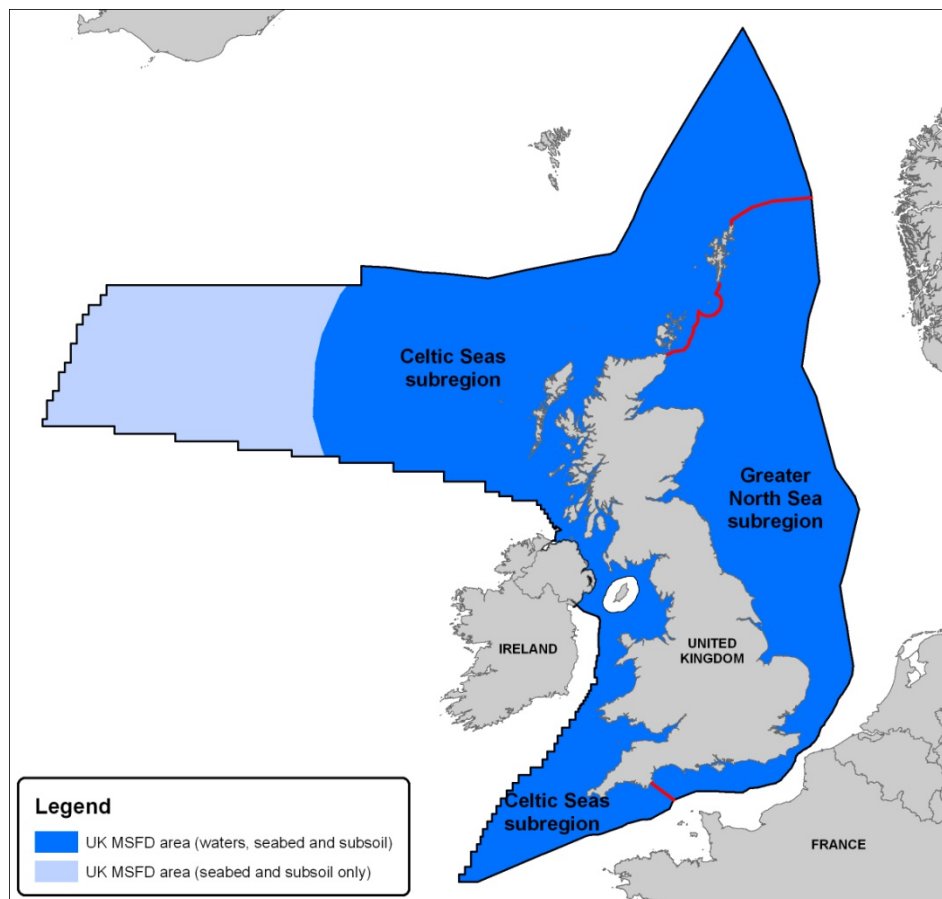 Celtic Seas
subregion
Greater
North Sea
subregion
IRELAND
UNITED
KINGDOM
Celtic Seas
subregion
FRANCE
Legend
UK MSFD area (waters, seabed and subsoil)
UK MSFD area (seabed and subsoil only)